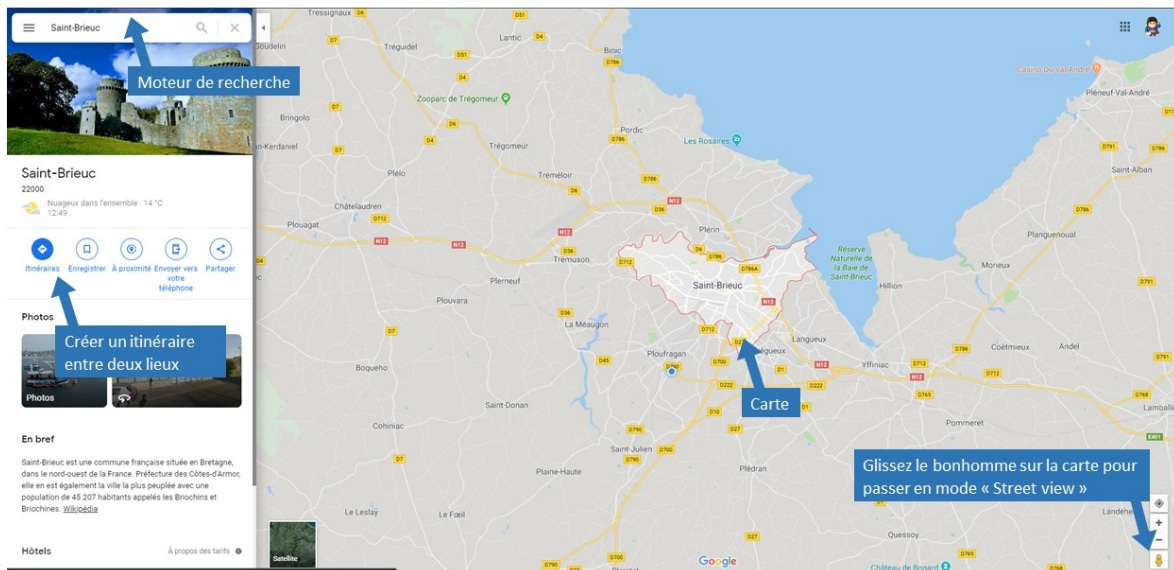 Saint-Brieuc
Moteur de recherche
Saint-Brieuc
22000
Nuageux dans l'ensemble · 14 °C
12:49
Itinéraires
Enregistrer
À proximité
Envoyer vers votre téléphone
Partager
Photos
Créer un itinéraire
entre deux lieux
Photos
En bref
Saint-Brieuc est une commune française située en Bretagne,
dans le nord-ouest de la France. Préfecture des Côtes-d'Armor,
elle en est également la ville la plus peuplée avec une
population de 45 207 habitants appelés les Briochins et
Briochines. Wikipédia
Hôtels
À propos des tarifs
Satellite
Tressignaux
Lantic
Goudelin
Tréguidel
Binic
Zooparc de Trégomeur
Bringolo
Pordic
Les Rosaires
Trégomeur
Plélo
Tréméloir
Châtelaudren
Plouagat
Plérin
Trémuson
Plerneuf
Plouvara
La Méaugon
Saint-Brieuc
Réserve
Naturelle de
la Baie de
Saint-Brieuc
Hillion
Morieux
Planguenoual
Saint-Alban
Pléneuf-Val-André
Casino Du Val André
Langueux
Yffiniac
Coëtmieux
Andel
Ploufragan
Boqueho
Saint-Donan
Cohiniac
Saint-Julien
Plaine-Haute
Plédran
Pommeret
Le Leslay
Le Fœil
Quessoy
Château de Bogard
Carte
Glissez le bonhomme sur la carte pour
passer en mode « Street view »
Google